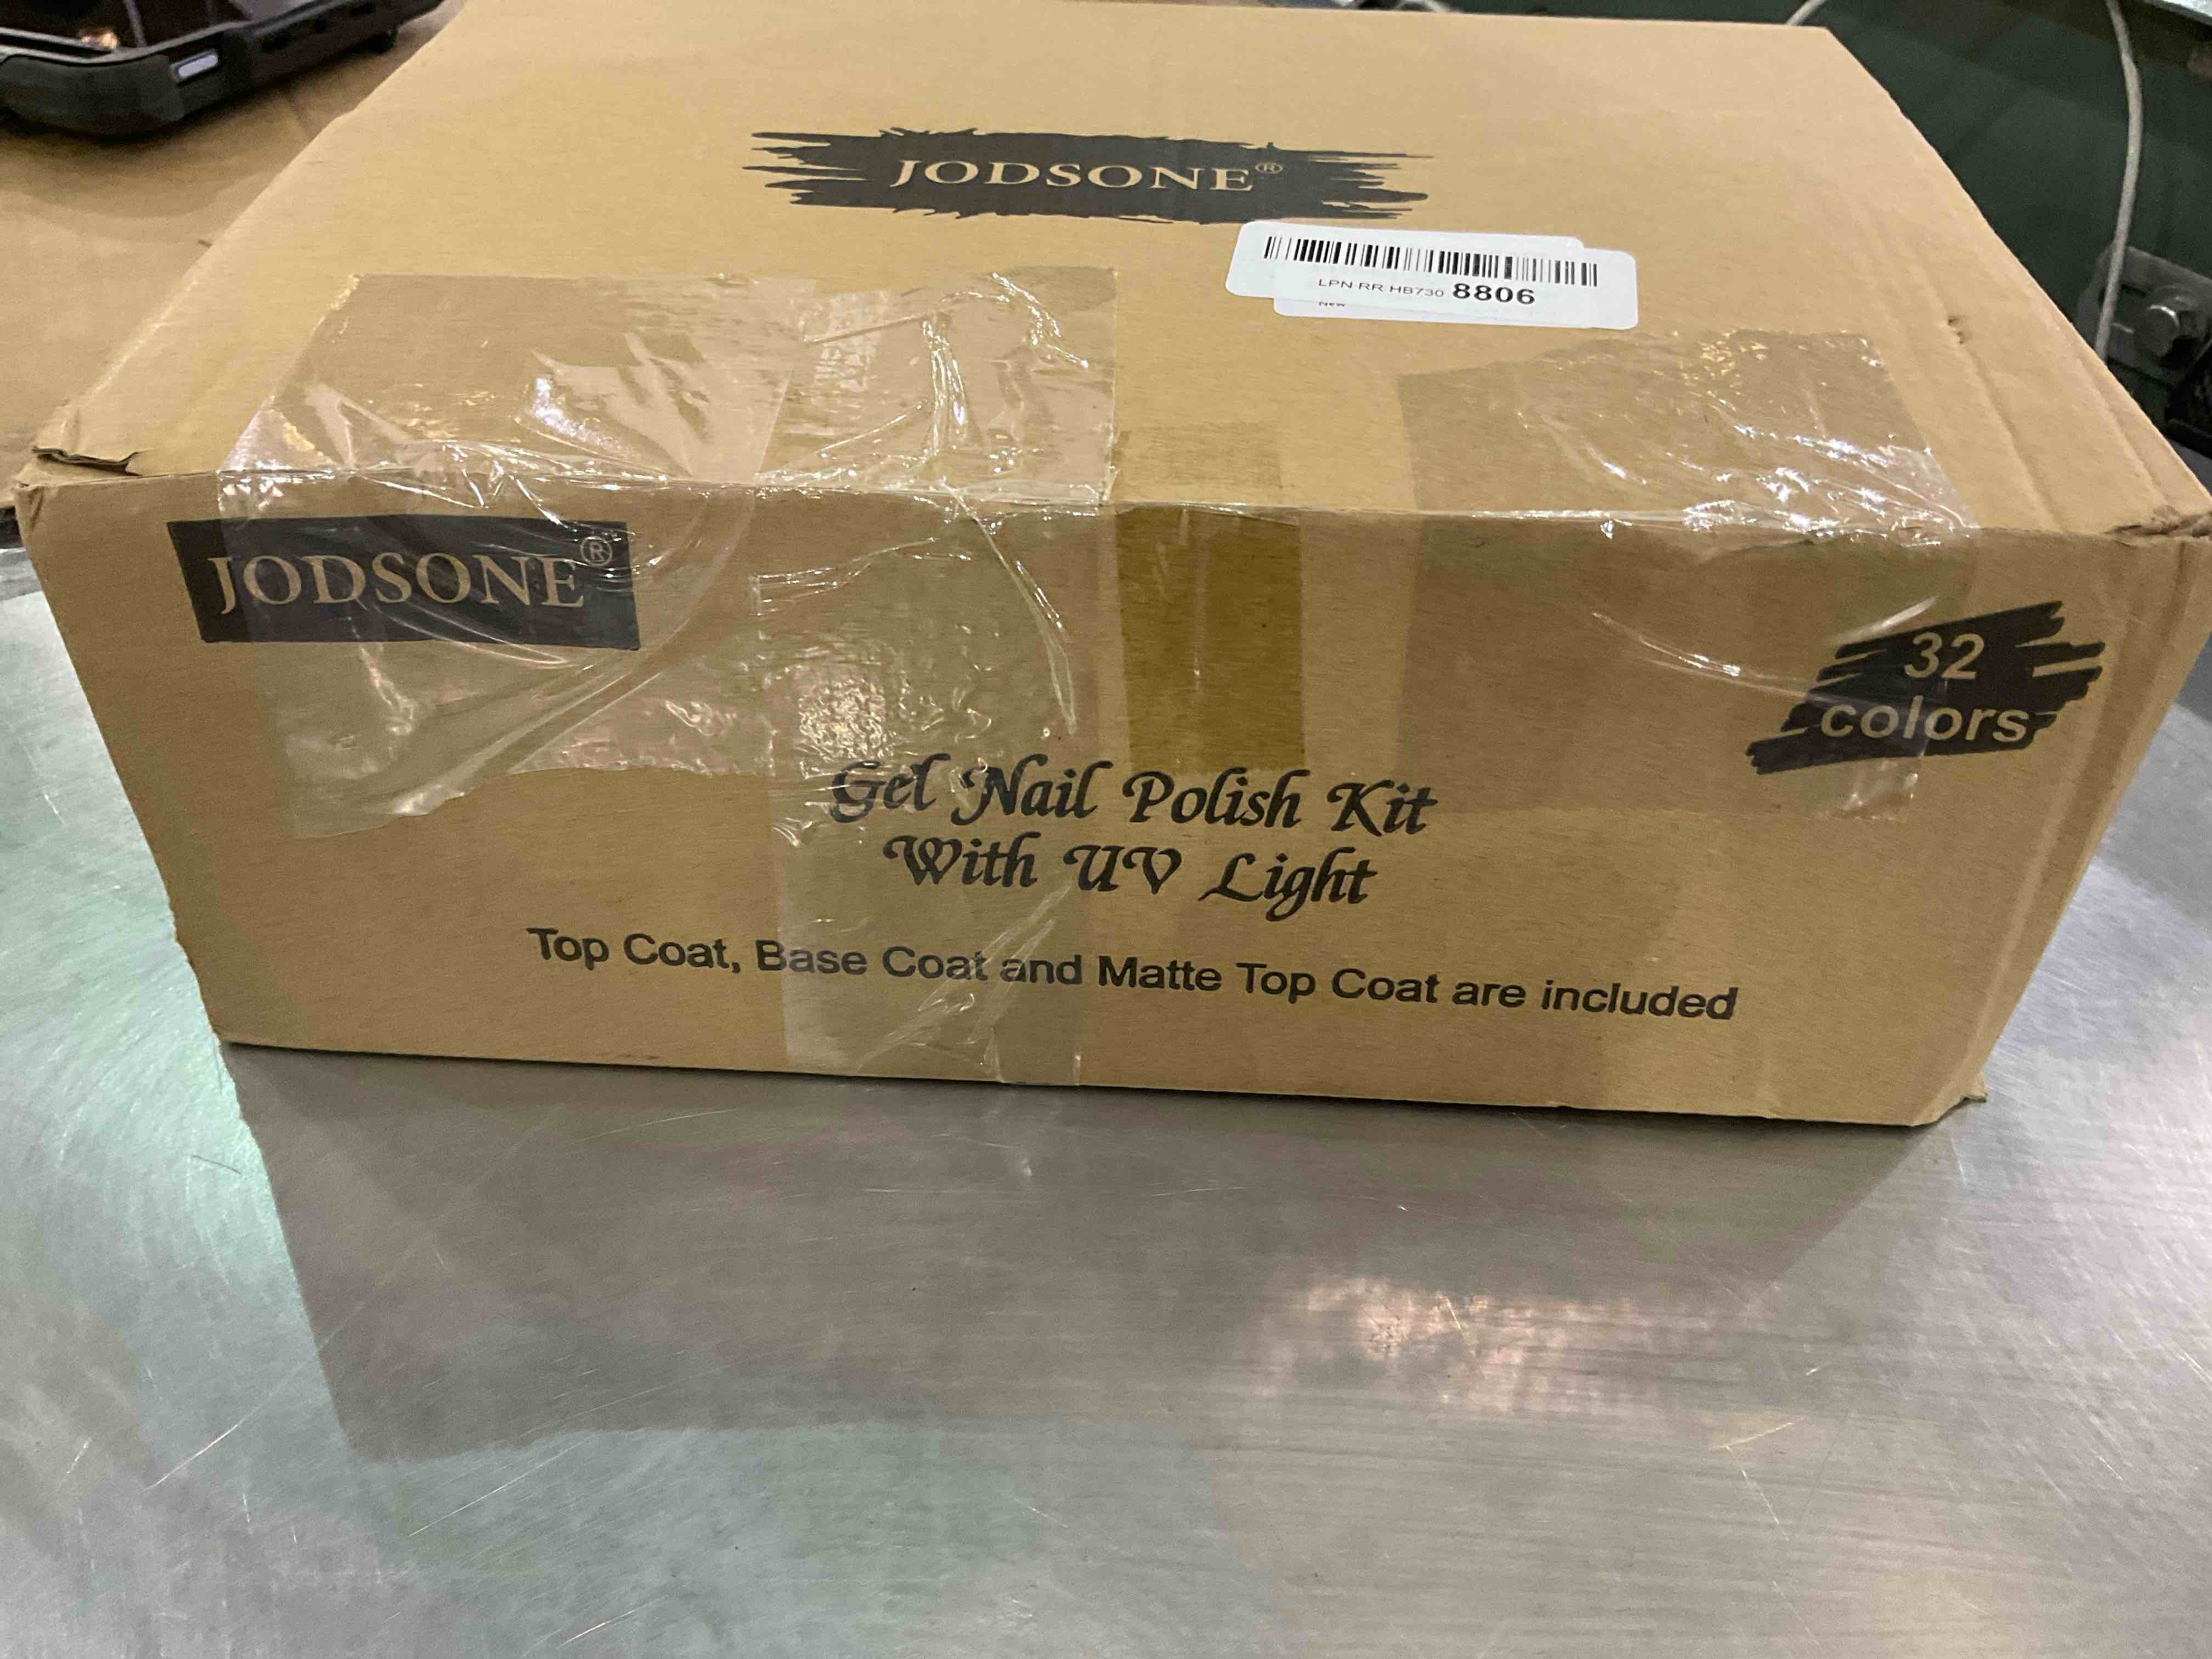 JODSONE®
LPN RR HB730 8806
New
JODSONE®
32
colors
Gel Nail Polish Kit
With UV Light
Top Coat, Base Coat and Matte Top Coat are included